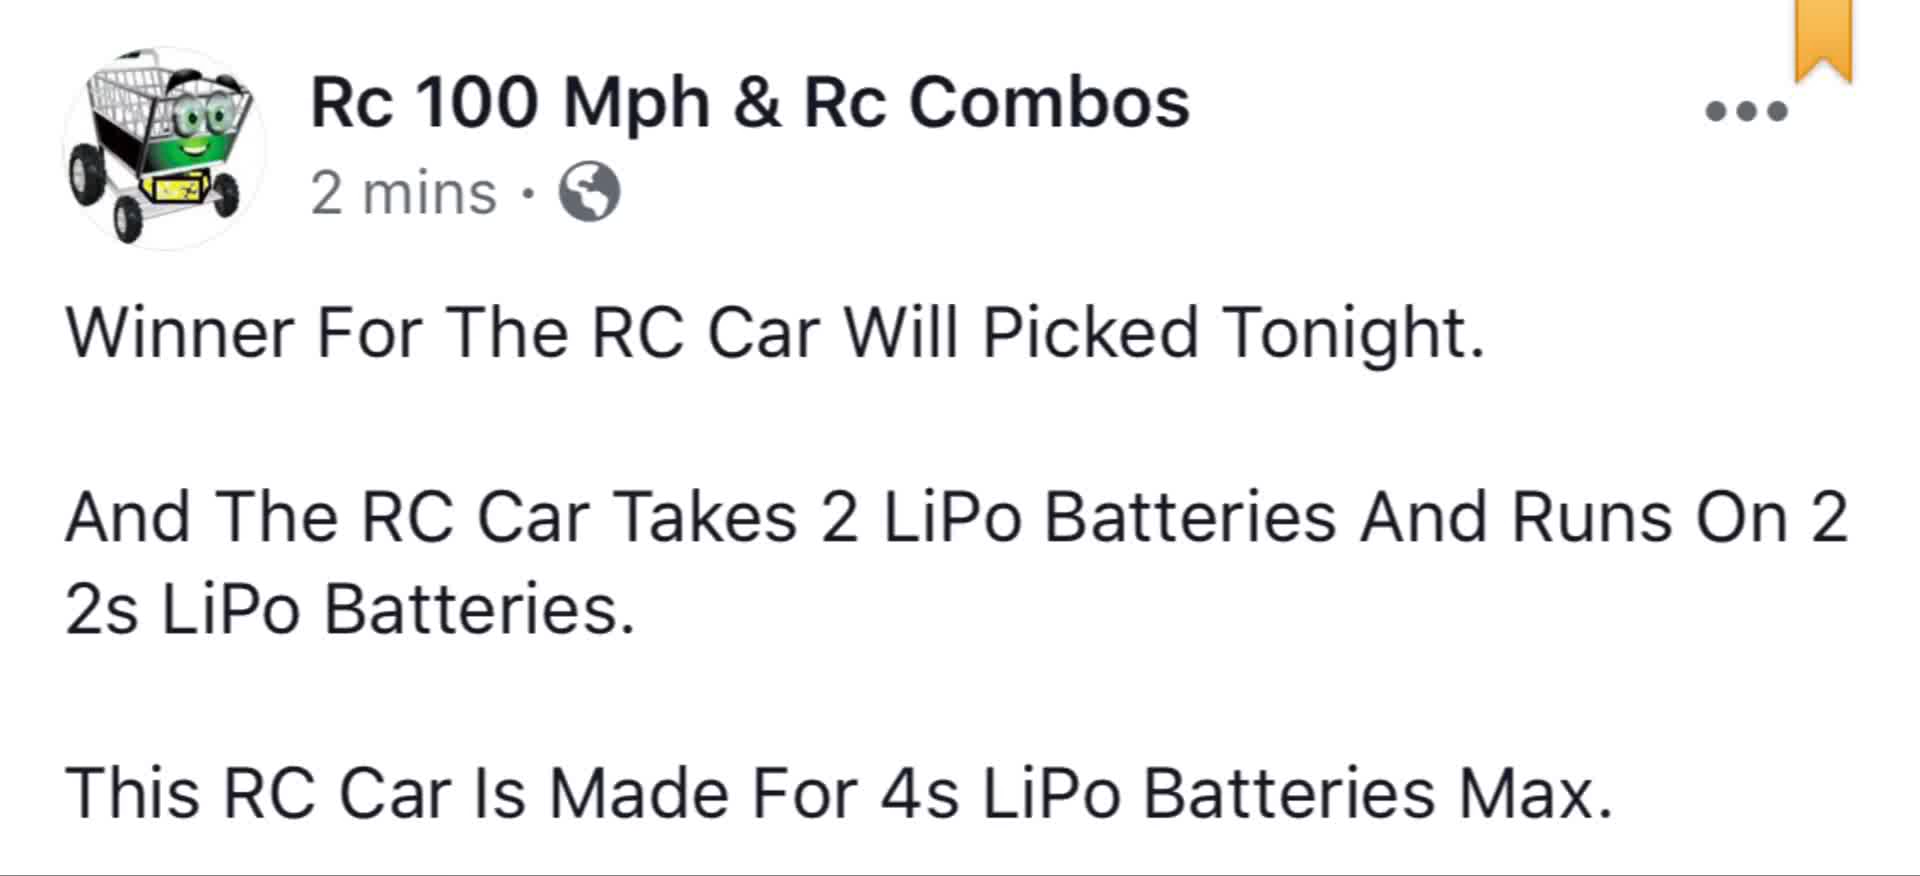 Rc 100 Mph & Rc Combos
2 mins ·
Winner For The RC Car Will Picked Tonight.
And The RC Car Takes 2 LiPo Batteries And Runs On 2
2s LiPo Batteries.
This RC Car Is Made For 4s LiPo Batteries Max.